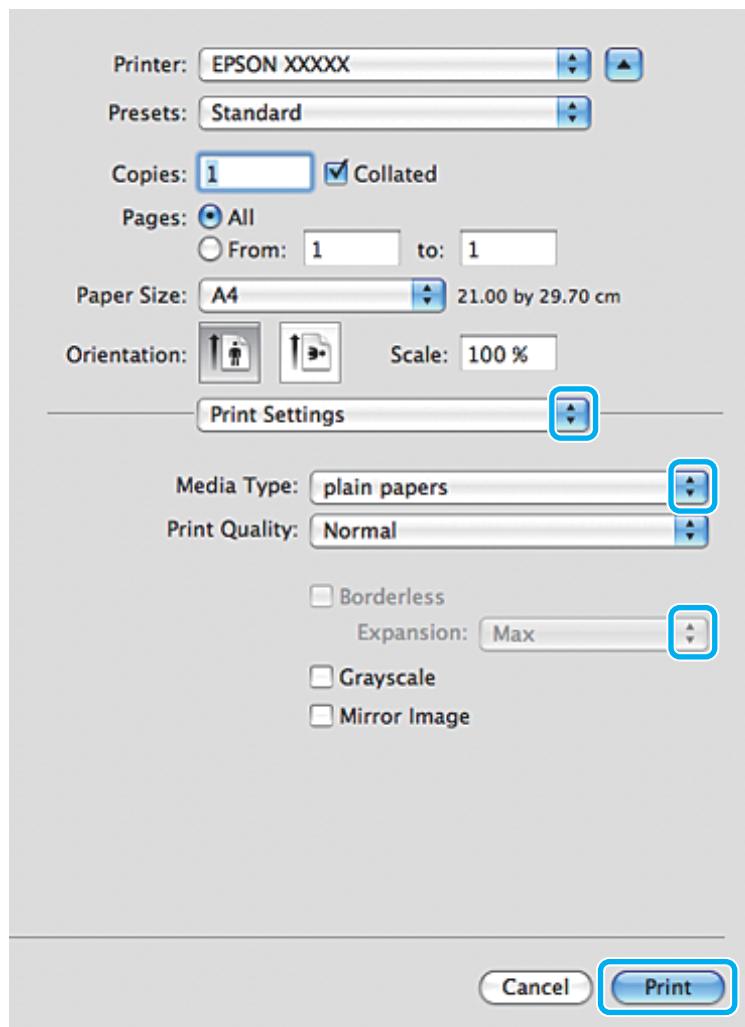 Printer: EPSON XXXXX
Presets: Standard
Copies: 1 Collated
Pages: All
From: 1 to: 1
Paper Size: A4 21.00 by 29.70 cm
Orientation: Scale: 100 %
Print Settings
Media Type: plain papers
Print Quality: Normal
Borderless
Expansion: Max
Grayscale
Mirror Image
Cancel Print